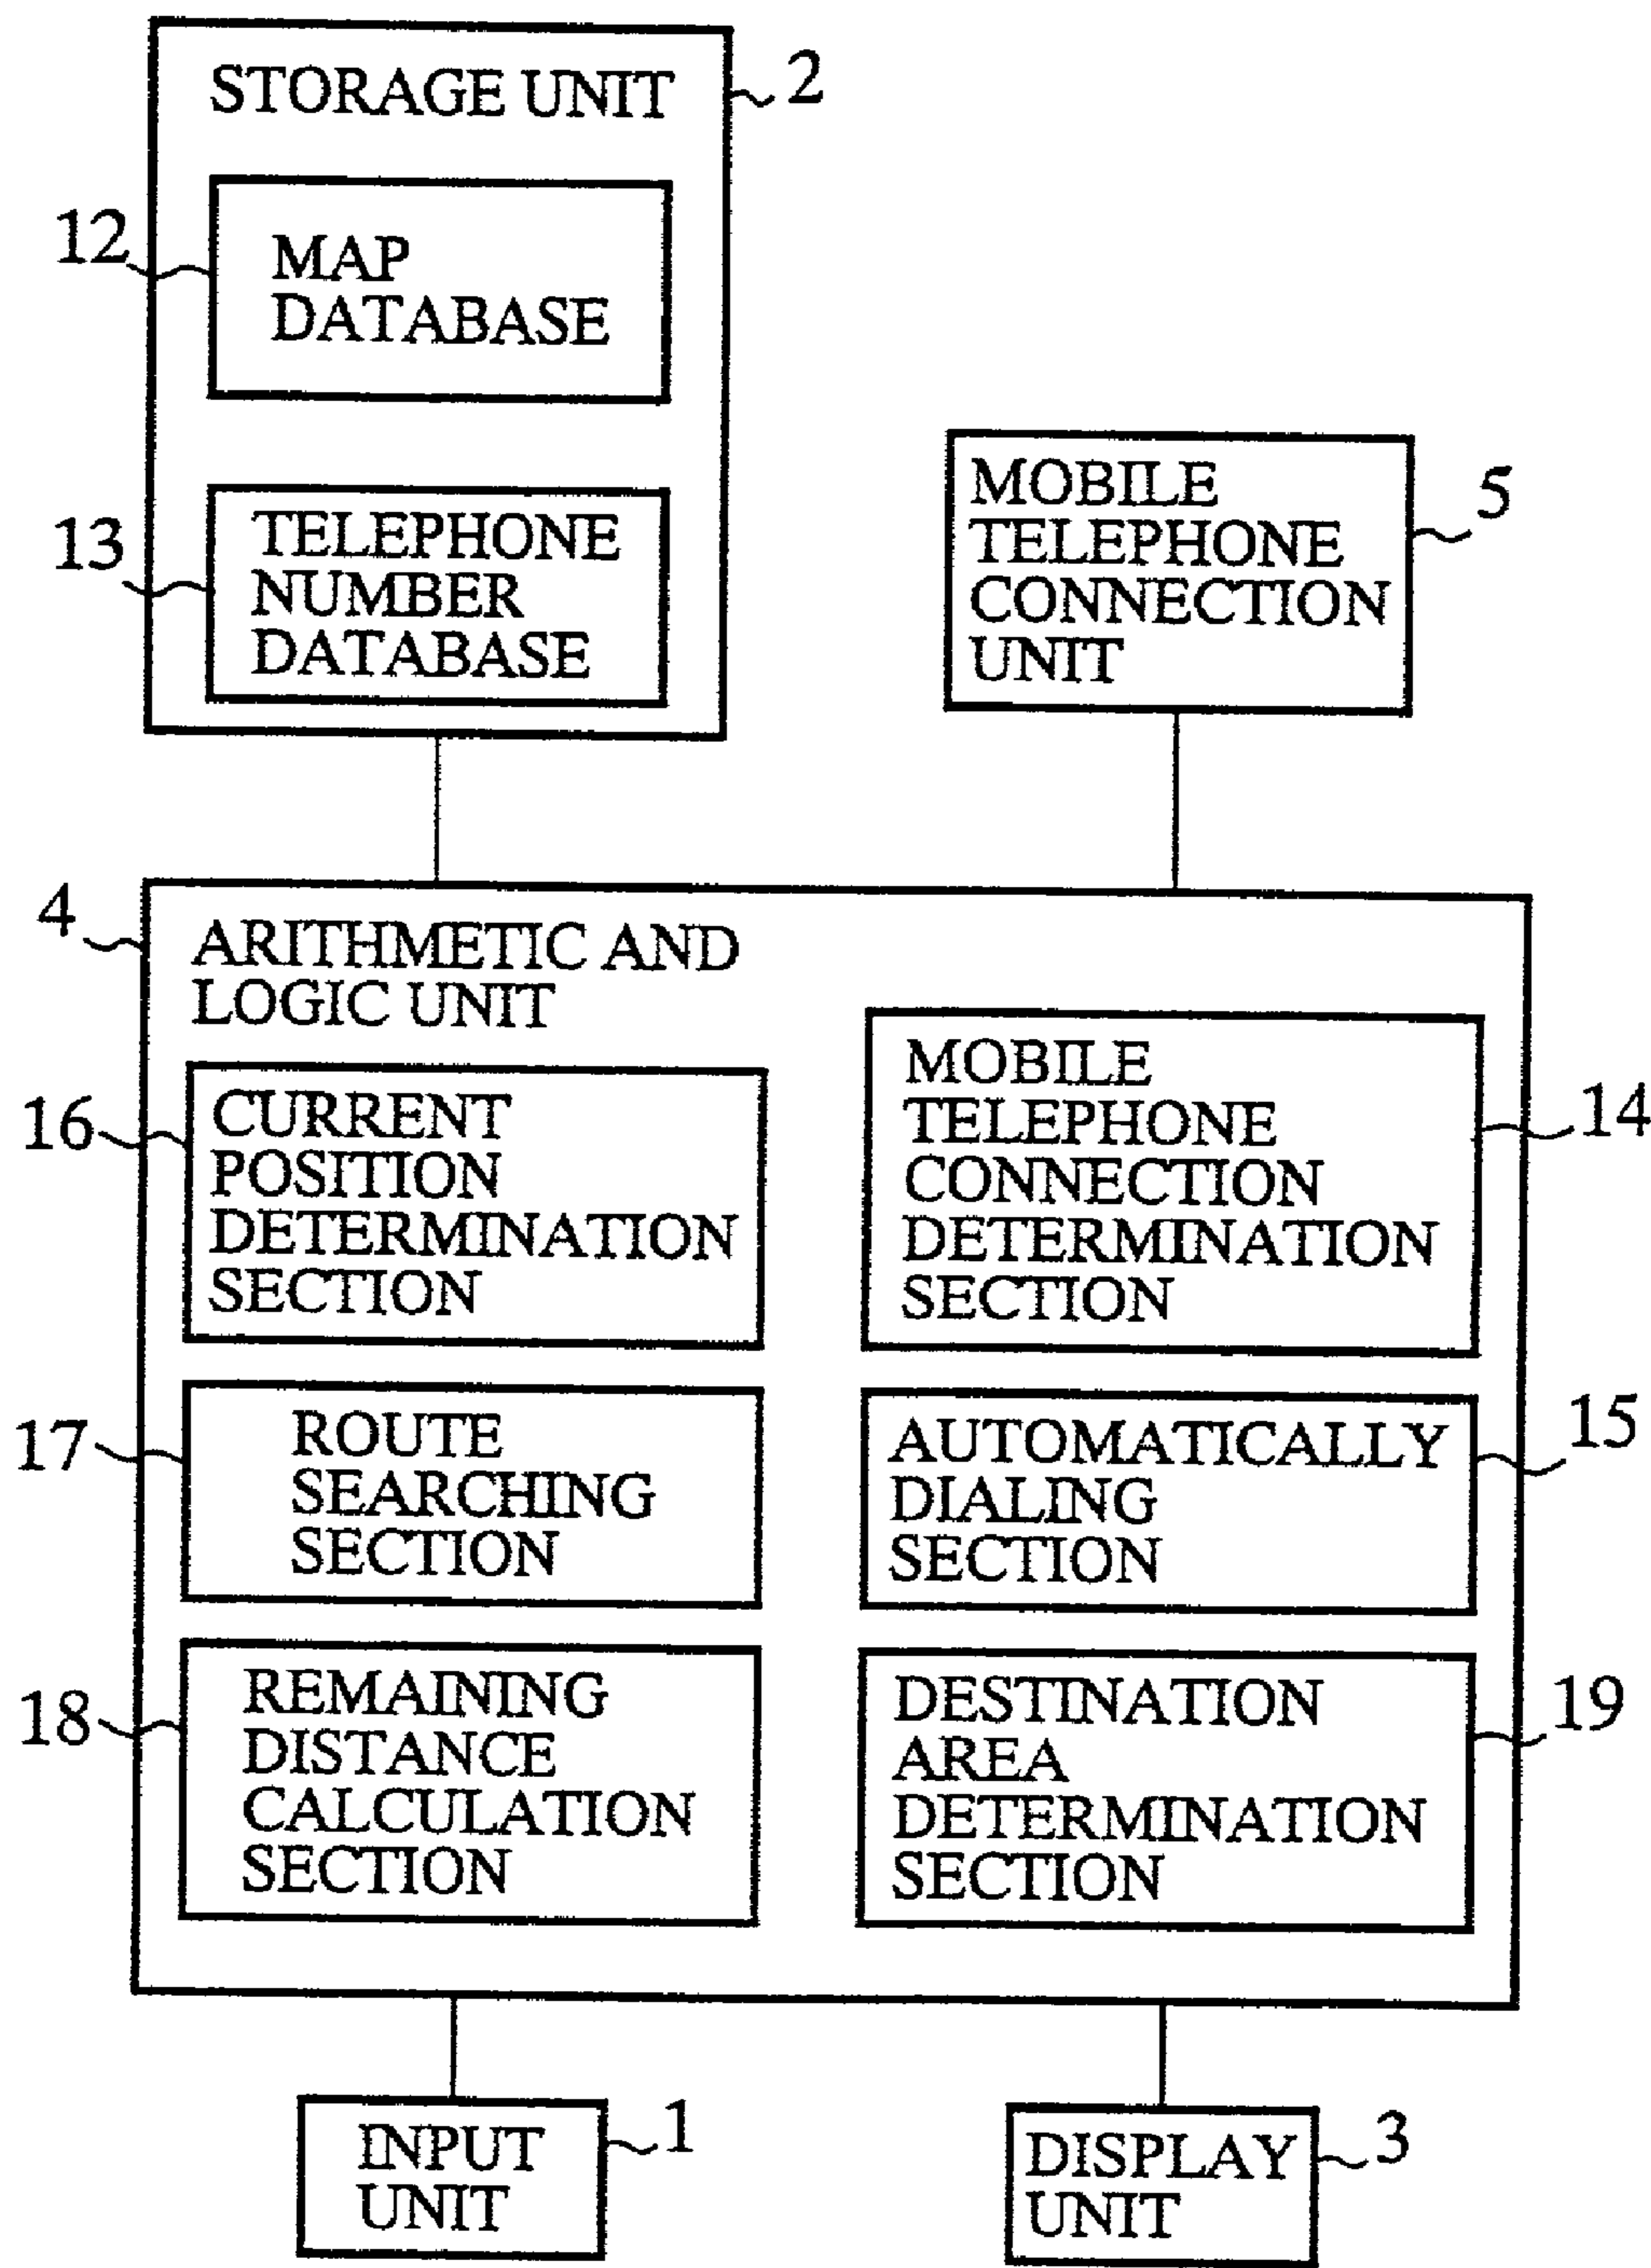 STORAGE UNIT
2
12
MAP
DATABASE
13
TELEPHONE
NUMBER
DATABASE
MOBILE
TELEPHONE
CONNECTION
UNIT
5
4
ARITHMETIC AND
LOGIC UNIT
16
CURRENT
POSITION
DETERMINATION
SECTION
MOBILE
TELEPHONE
CONNECTION
DETERMINATION
SECTION
14
17
ROUTE
SEARCHING
SECTION
AUTOMATICALLY
DIALING
SECTION
15
18
REMAINING
DISTANCE
CALCULATION
SECTION
DESTINATION
AREA
DETERMINATION
SECTION
19
INPUT
UNIT
1
DISPLAY
UNIT
3